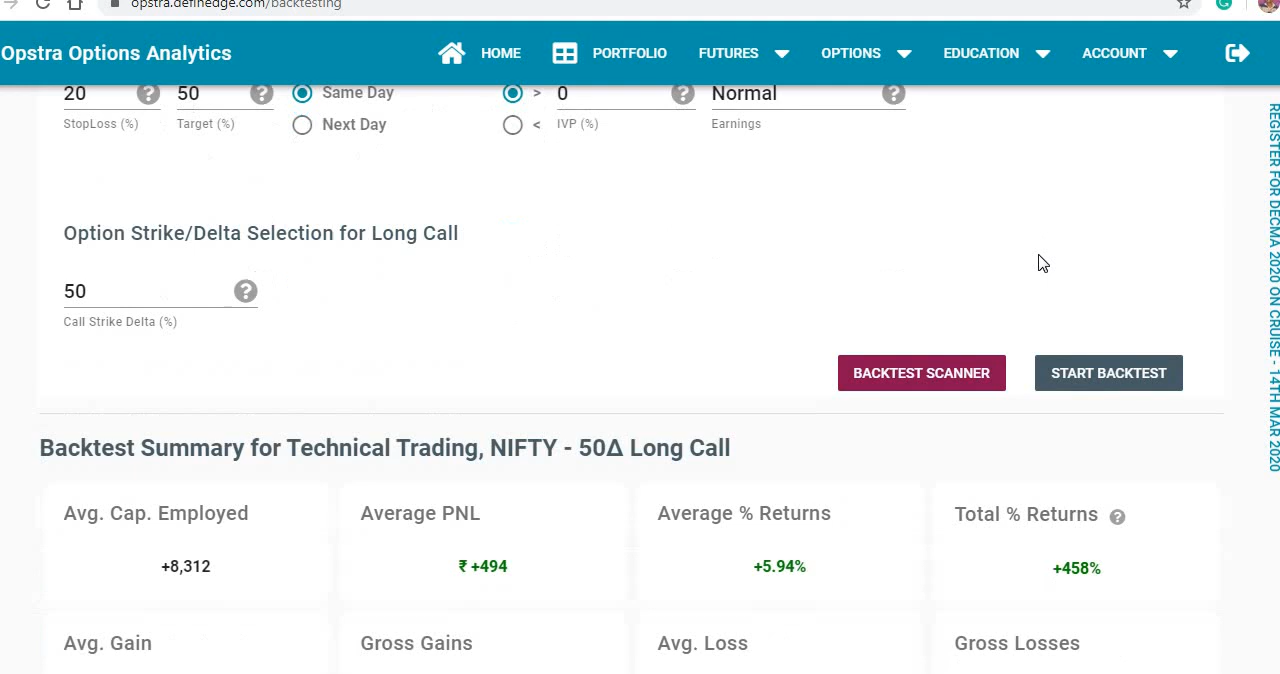 opstra.definedge.com/backtesting
Opstra Options Analytics
HOME
PORTFOLIO
FUTURES
OPTIONS
EDUCATION
ACCOUNT
20 ? 50 ? Same Day > 0 ? Normal ?
StopLoss (%) Target (%) Next Day < IVP (%) Earnings
Option Strike/Delta Selection for Long Call
50 ?
Call Strike Delta (%)
BACKTEST SCANNER
START BACKTEST
Backtest Summary for Technical Trading, NIFTY - 50Δ Long Call
Avg. Cap. Employed
+8,312
Average PNL
₹ +494
Average % Returns
+5.94%
Total % Returns ?
+458%
Avg. Gain
Gross Gains
Avg. Loss
Gross Losses
REGISTER FOR DECMA 2020 ON CRUISE - 14TH MAR 2020